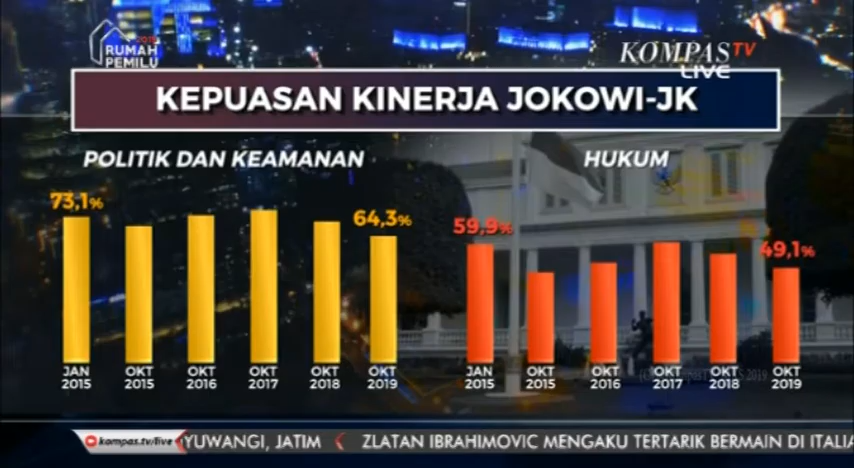 2019
RUMAH
PEMILU
KOMPAS TV
LIVE
KEPUASAN KINERJA JOKOWI-JK
POLITIK DAN KEAMANAN
73,1%
64,3%
JAN 2015
OKT 2015
OKT 2016
OKT 2017
OKT 2018
OKT 2019
HUKUM
59,9%
49,1%
JAN 2015
OKT 2015
OKT 2016
OKT 2017
OKT 2018
OKT 2019
2019
kompas.tv/live
YUWANGI, JATIM
ZLATAN IBRAHIMOVIC MENGAKU TERTARIK BERMAIN DI ITALIA